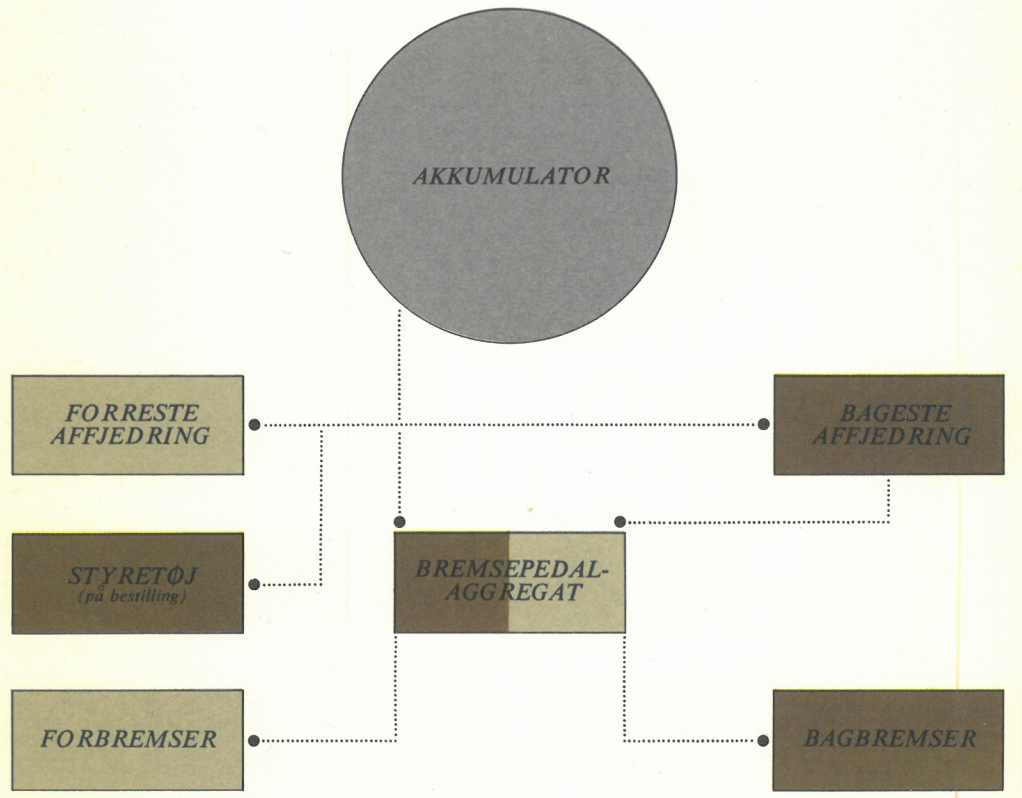 AKKUMULATOR
FORRESTE
AFFJEDRING
BAGESTE
AFFJEDRING
STYRETØJ
(på bestilling)
BREMSEPEDAL-
AGGREGAT
FORBREMSER
BAGBREMSER